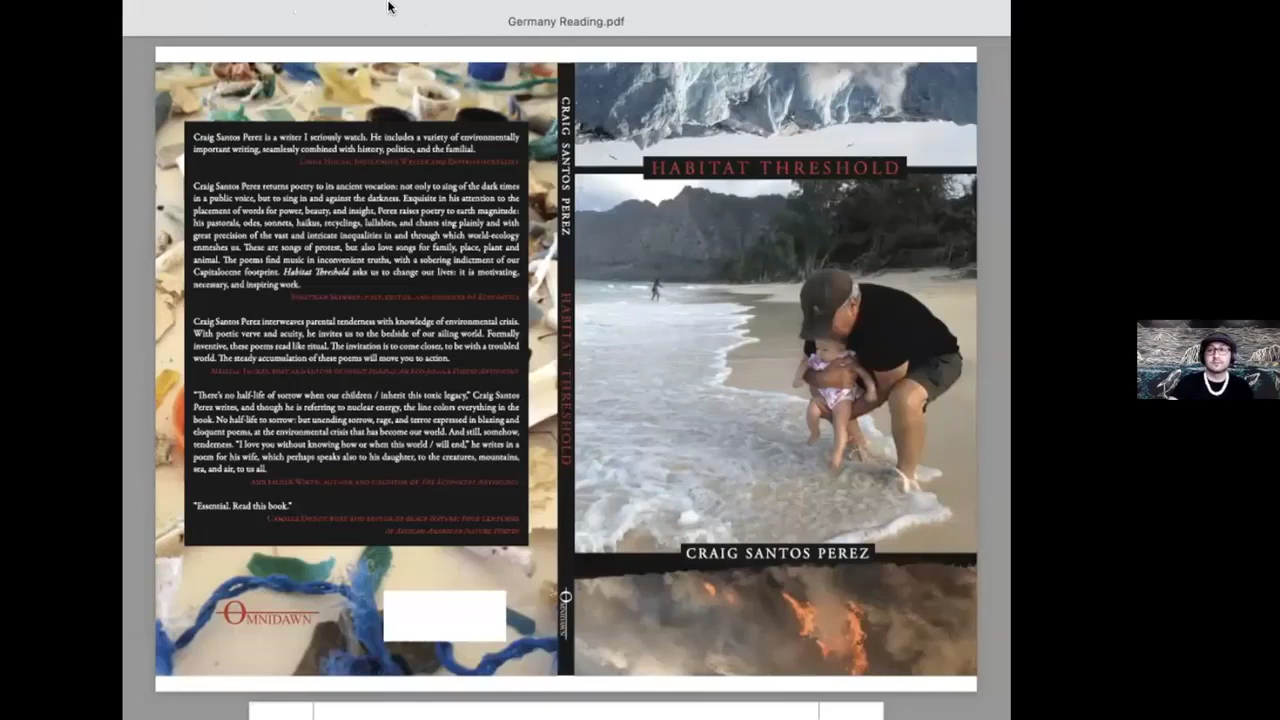 Germany Reading.pdf
Craig Santos Perez is a writer I seriously watch. He includes a variety of environmentally
important writing, seamlessly combined with history, politics, and the familial.
Craig Santos Perez returns poetry to its ancient vocation: not only to sing of the dark times
in a public voice, but to sing in and against the darkness. Exquisite in his attention to the
placement of words for power, beauty, and insight, Perez raises poetry to earth magnitude:
his pastorals, odes, sonnets, haikus, recyclings, lullabies, and chants sing plainly and with
great precision of the vast and intricate inequalities in and through which world-ecology
enmeshes us. These are songs of protest, but also love songs for family, place, plant and
animal. The poems find music in inconvenient truths, with a sobering indictment of our
Capitalocene footprint. Habitat Threshold asks us to change our lives: it is motivating,
necessary, and inspiring work.
Craig Santos Perez interweaves parental tenderness with knowledge of environmental crisis.
With poetic verve and acuity, he invites us to the bedside of our ailing world. Formally
inventive, these poems read like ritual. The invitation is to come closer, to be with a troubled
world. The steady accumulation of these poems will move you to action.
"There's no half-life of sorrow when our children / inherit this toxic legacy," Craig Santos
Perez writes, and though he is referring to nuclear energy, the line colors everything in the
book. No half-life to sorrow: but unending sorrow, rage, and terror expressed in blazing and
eloquent poems, at the environmental crisis that has become our world. And still, somehow,
tenderness. "I love you without knowing how or when this world / will end," he writes in a
poem for his wife, which perhaps speaks also to his daughter, to the creatures, mountains,
sea, and air, to us all.
"Essential. Read this book."
OMNIDAWN
CRAIG SANTOS PEREZ
HABITAT THRESHOLD
OMNIDAWN
HABITAT THRESHOLD
CRAIG SANTOS PEREZ